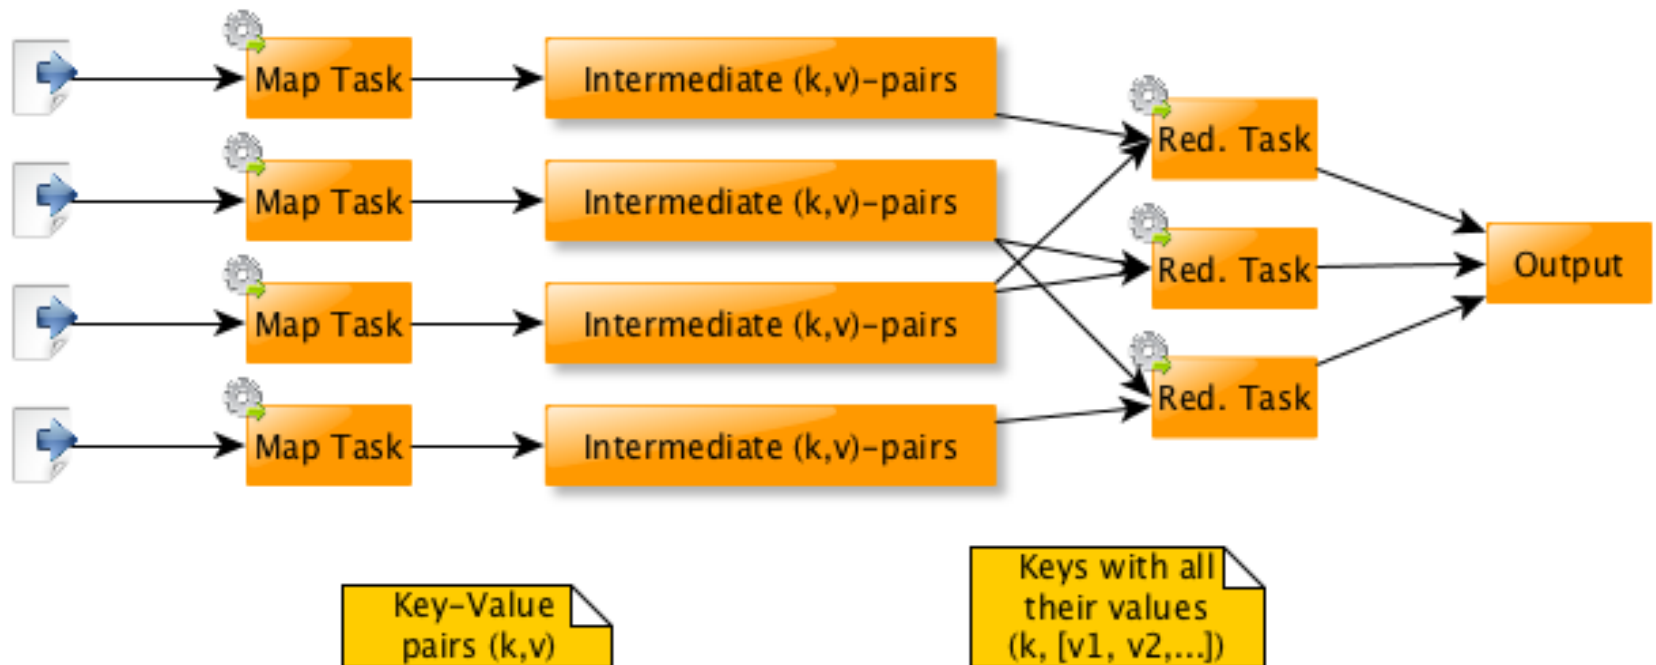 Map Task
Intermediate (k,v)-pairs
Red. Task
Map Task
Intermediate (k,v)-pairs
Red. Task
Output
Map Task
Intermediate (k,v)-pairs
Red. Task
Map Task
Intermediate (k,v)-pairs
Key-Value
pairs (k,v)
Keys with all
their values
(k, [v1, v2,...])